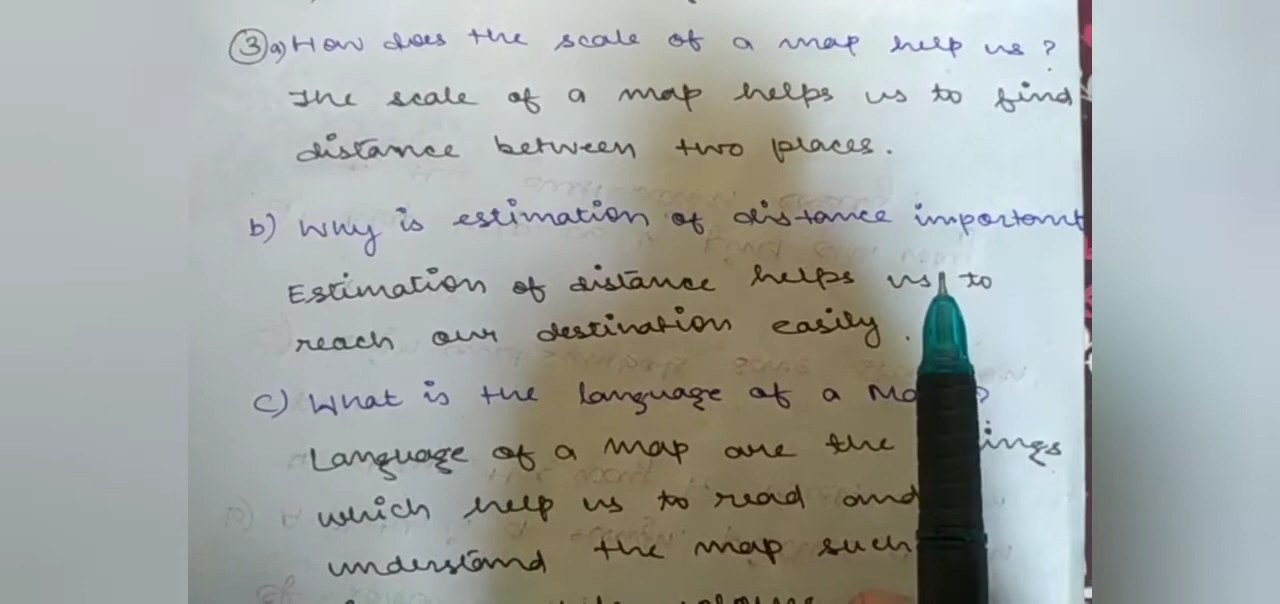 ③ a) How does the scale of a map help us?
The scale of a map helps us to find
distance between two places.
b) Why is estimation of distance important
Estimation of distance helps us to
reach our destination easily.
c) What is the language of a
Language of a map are the
which help us to read and
understand the map such